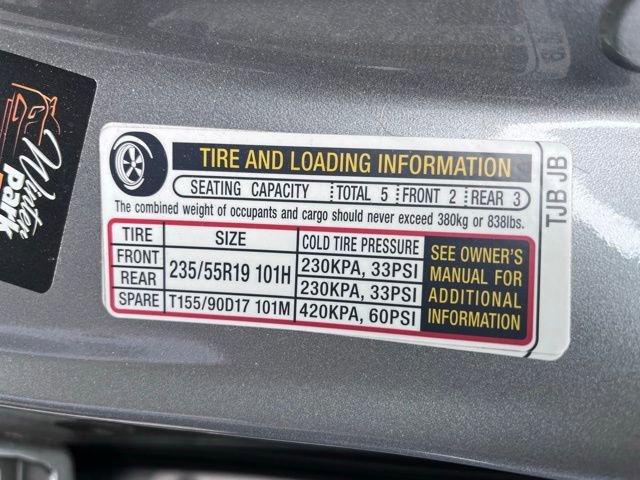 Winter
park
TIRE AND LOADING INFORMATION
SEATING CAPACITY TOTAL 5 FRONT 2 REAR 3
The combined weight of occupants and cargo should never exceed 380kg or 838lbs.
TIRE SIZE COLD TIRE PRESSURE
FRONT 235/55R19 101H 230KPA, 33PSI
REAR 230KPA, 33PSI
SPARE T155/90D17 101M 420KPA, 60PSI
SEE OWNER'S
MANUAL FOR
ADDITIONAL
INFORMATION
TJB JB